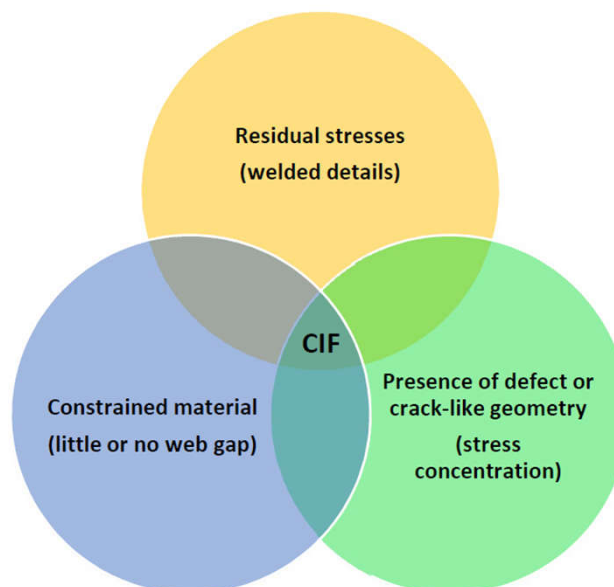 Residual stresses
(welded details)
CIF
Constrained material
(little or no web gap)
Presence of defect or
crack-like geometry
(stress
concentration)